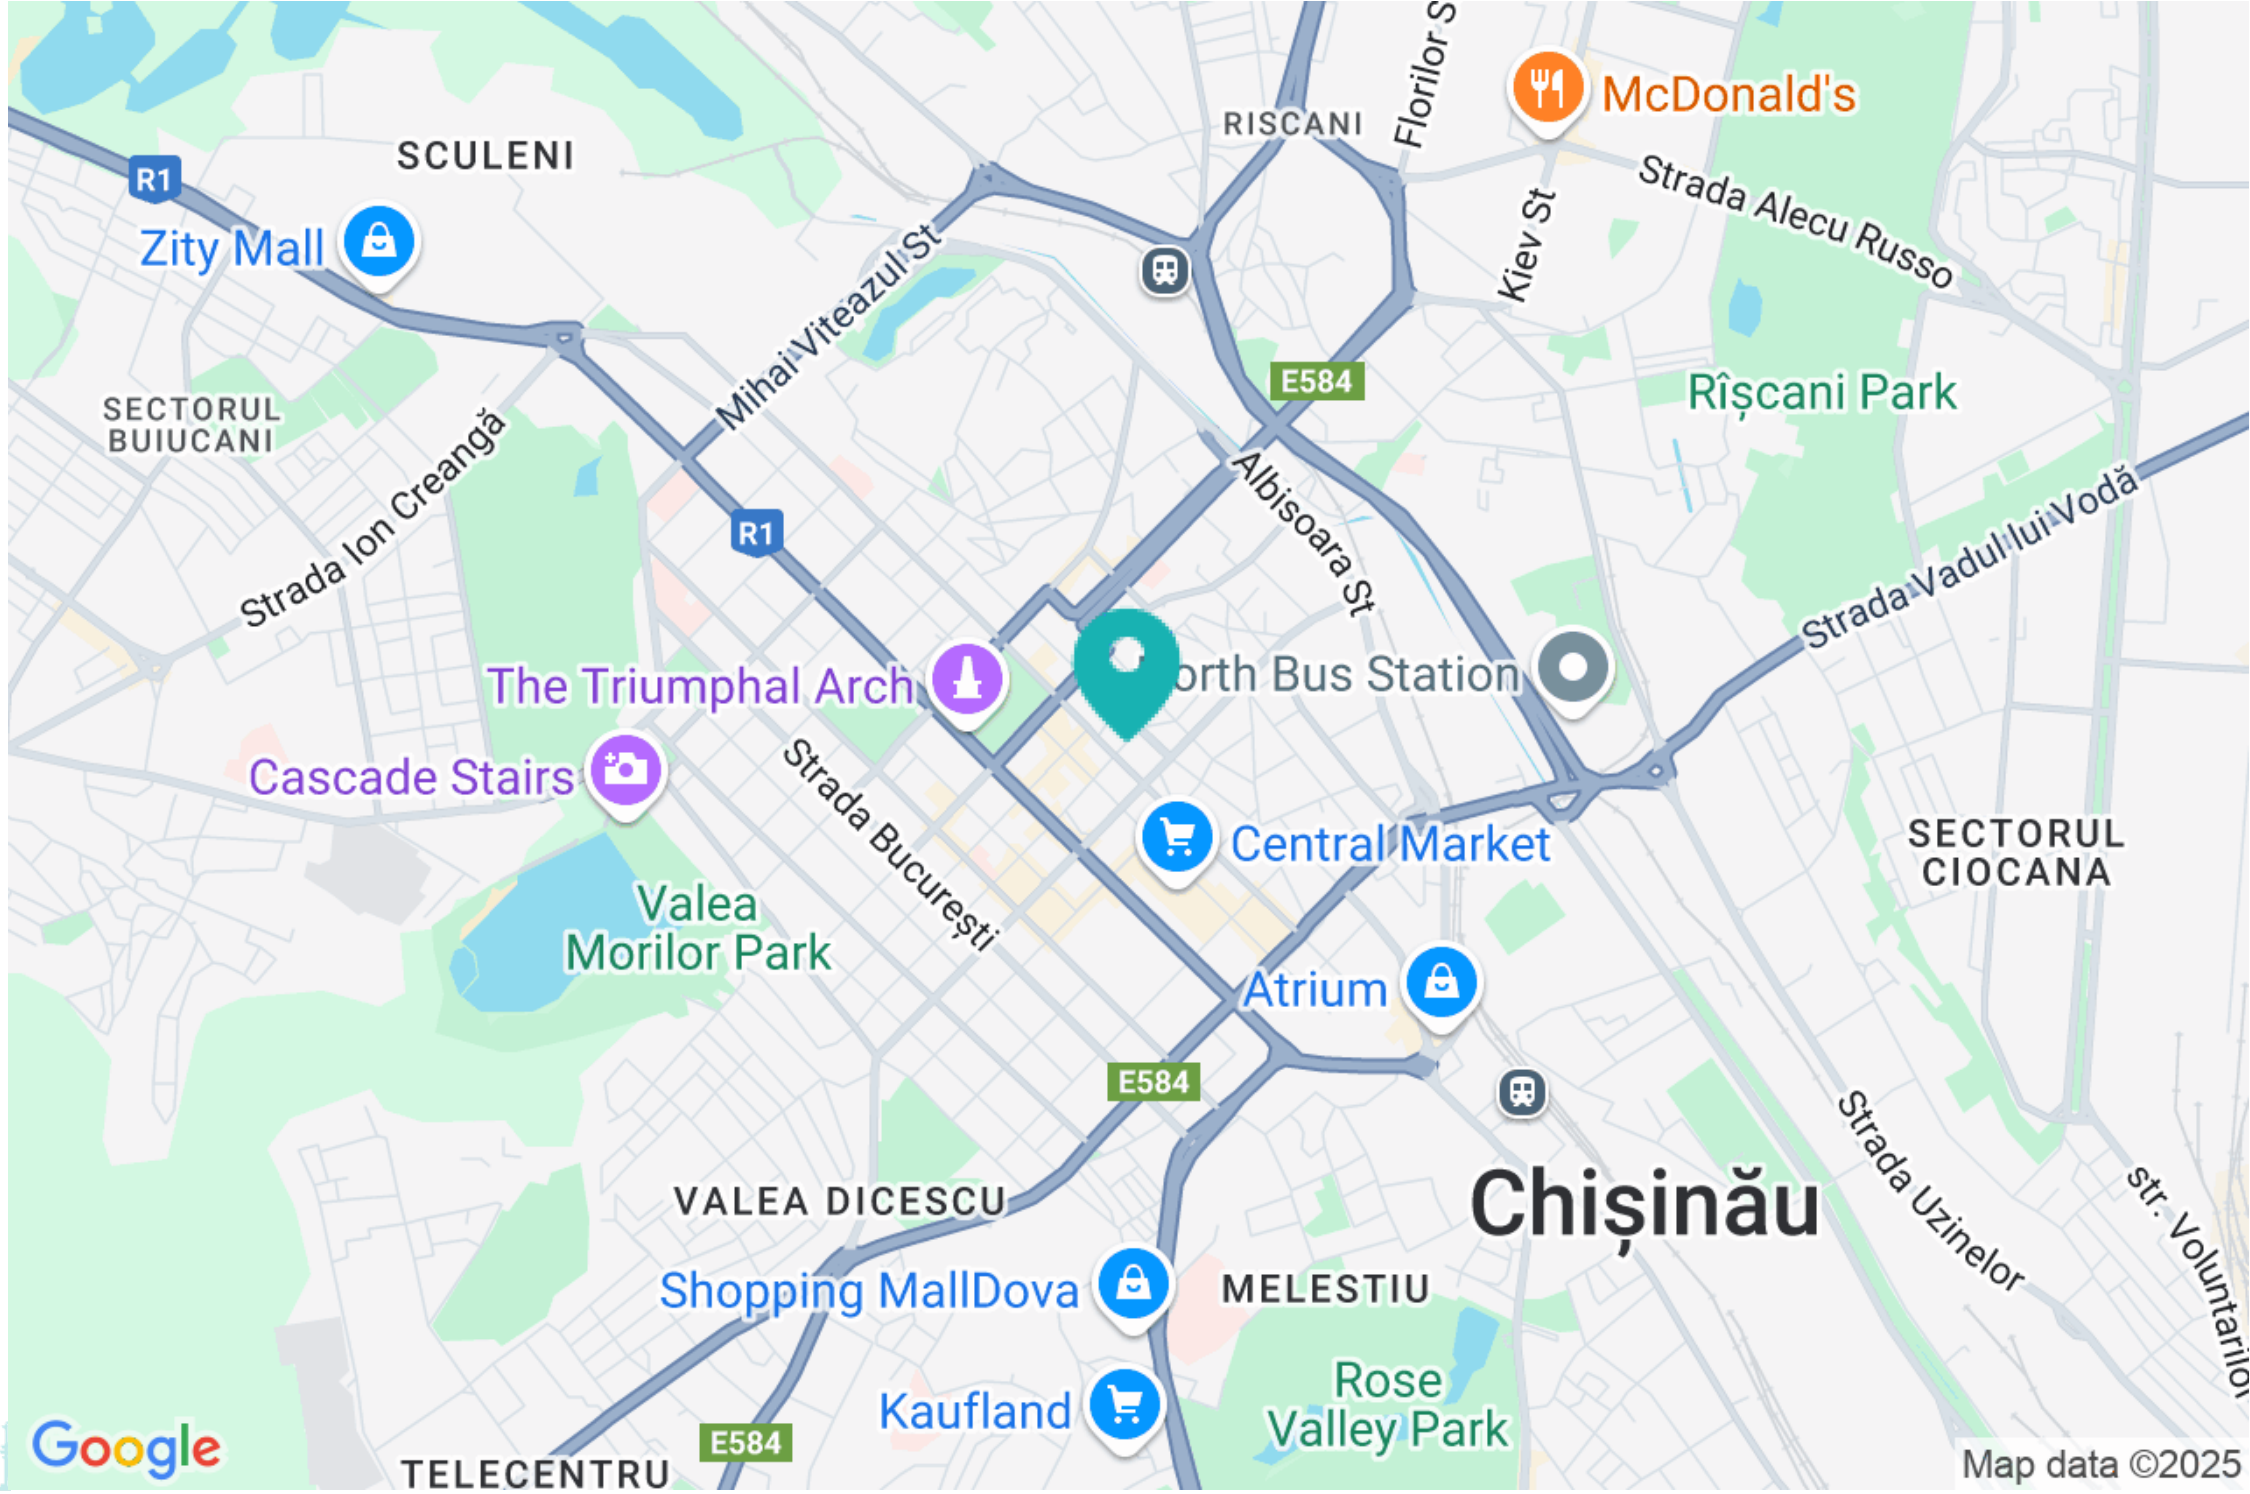 Florilor S
McDonald's
RISCANI
SCULENI
R1
Strada Alecu Russo
Zity Mall
Mihai Viteazul St
Kiev St
E584
Rîșcani Park
SECTORUL
BUIUCANI
Strada Ion Creangă
Albisoara St
R1
Strada Vadul lui Vodă
The Triumphal Arch
orth Bus Station
Cascade Stairs
Strada București
Central Market
SECTORUL
CIOCANA
Valea
Morilor Park
Atrium
E584
Strada Uzinelor
VALEA DICESCU
Chișinău
str. Voluntarilor
Shopping MallDova
MELESTIU
Rose
Valley Park
Kaufland
E584
Google
TELECENTRU
Map data ©2025